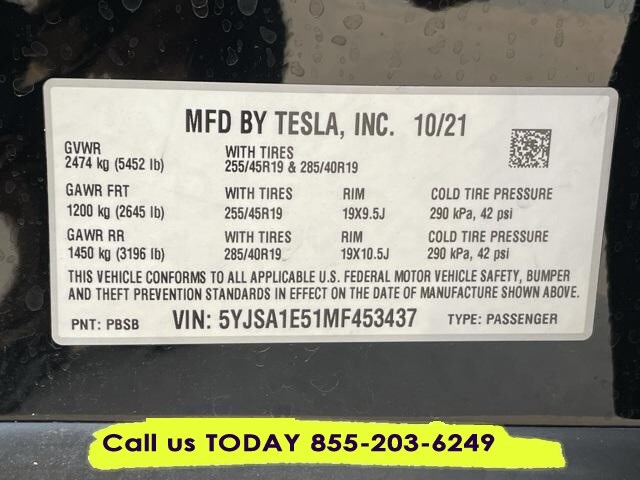 MFD BY TESLA, INC. 10/21
GVWR WITH TIRES
2474 kg (5452 lb) 255/45R19 & 285/40R19
GAWR FRT WITH TIRES RIM COLD TIRE PRESSURE
1200 kg (2645 lb) 255/45R19 19X9.5J 290 kPa, 42 psi
GAWR RR WITH TIRES RIM COLD TIRE PRESSURE
1450 kg (3196 lb) 285/40R19 19X10.5J 290 kPa, 42 psi
THIS VEHICLE CONFORMS TO ALL APPLICABLE U.S. FEDERAL MOTOR VEHICLE SAFETY, BUMPER
AND THEFT PREVENTION STANDARDS IN EFFECT ON THE DATE OF MANUFACTURE SHOWN ABOVE.
PNT: PBSB VIN: 5YJSA1E51MF453437 TYPE: PASSENGER
Call us TODAY 855-203-6249